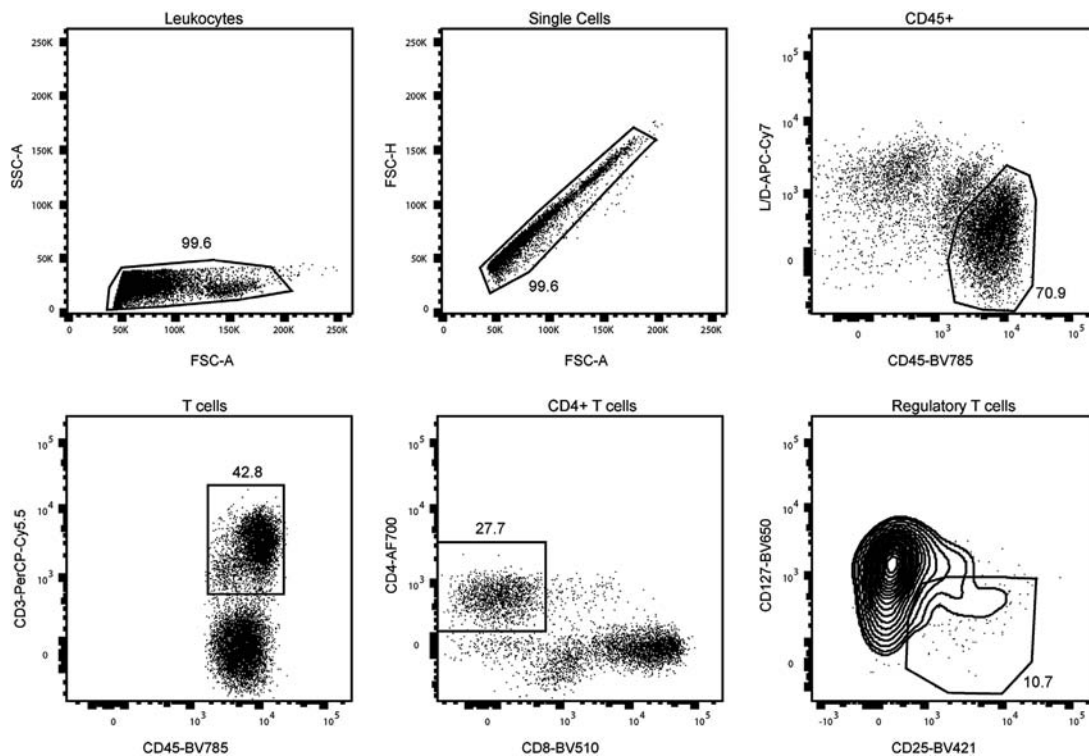 Leukocytes
250K
200K
150K
100K
50K
0
SSC-A
99.6
0
50K
100K
150K
200K
250K
FSC-A
Single Cells
250K
200K
150K
100K
50K
0
FSC-H
99.6
0
50K
100K
150K
200K
250K
FSC-A
CD45+
10^5
10^4
10^3
0
L/D-APC-Cy7
70.9
0
10^3
10^4
10^5
CD45-BV785
T cells
10^5
10^4
10^3
0
CD3-PerCP-Cy5.5
42.8
0
10^3
10^4
10^5
CD45-BV785
CD4+ T cells
10^5
10^4
10^3
0
CD4-AF700
27.7
0
10^3
10^4
10^5
CD8-BV510
Regulatory T cells
10^5
10^4
10^3
0
CD127-BV650
10.7
-10^3
0
10^3
10^4
10^5
CD25-BV421